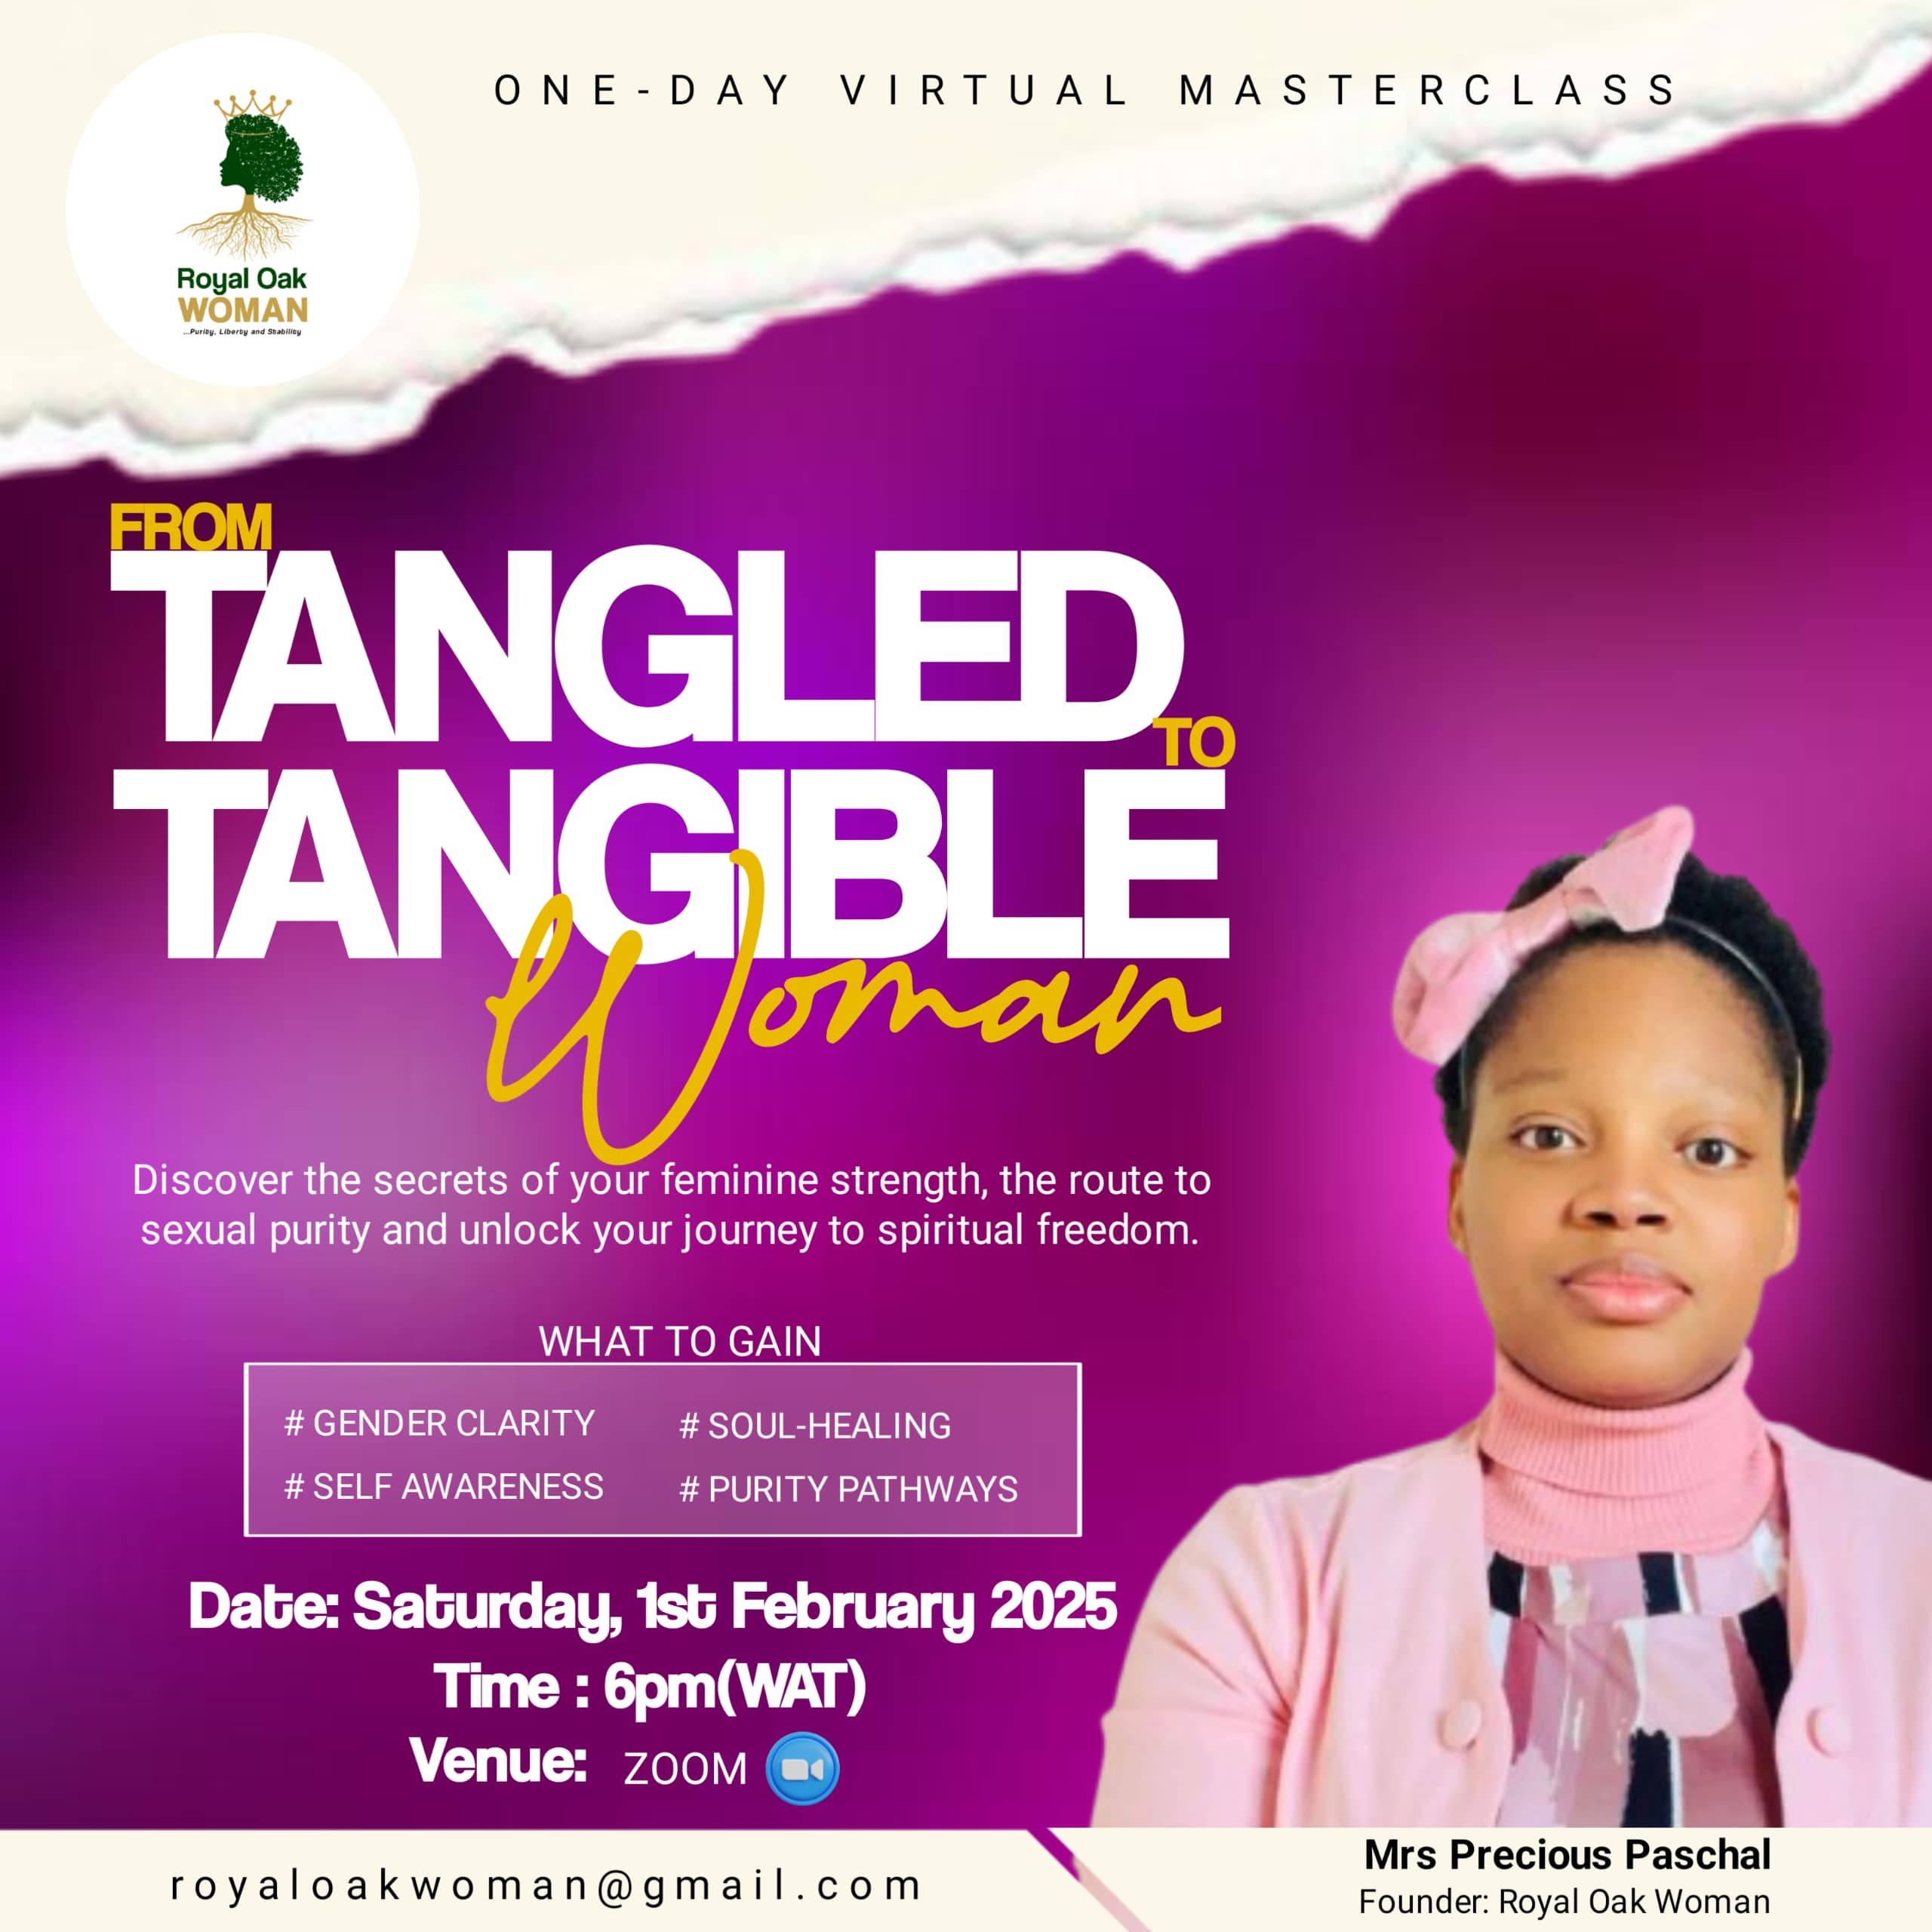 ONE-DAY VIRTUAL MASTERCLASS
Royal Oak
WOMAN
...Purity, Liberty and Stability
FROM
TANGLED
TO
TANGIBLE
Woman
Discover the secrets of your feminine strength, the route to
sexual purity and unlock your journey to spiritual freedom.
WHAT TO GAIN
# GENDER CLARITY
# SOUL-HEALING
# SELF AWARENESS
# PURITY PATHWAYS
Date: Saturday, 1st February 2025
Time : 6pm(WAT)
Venue: ZOOM
royaloakwoman@gmail.com
Mrs Precious Paschal
Founder: Royal Oak Woman